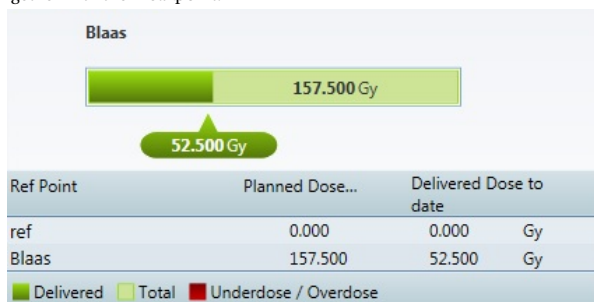 Blaas
157.500 Gy
52.500 Gy
Ref Point Planned Dose... Delivered Dose to
date
ref 0.000 0.000 Gy
Blaas 157.500 52.500 Gy
Delivered Total Underdose / Overdose